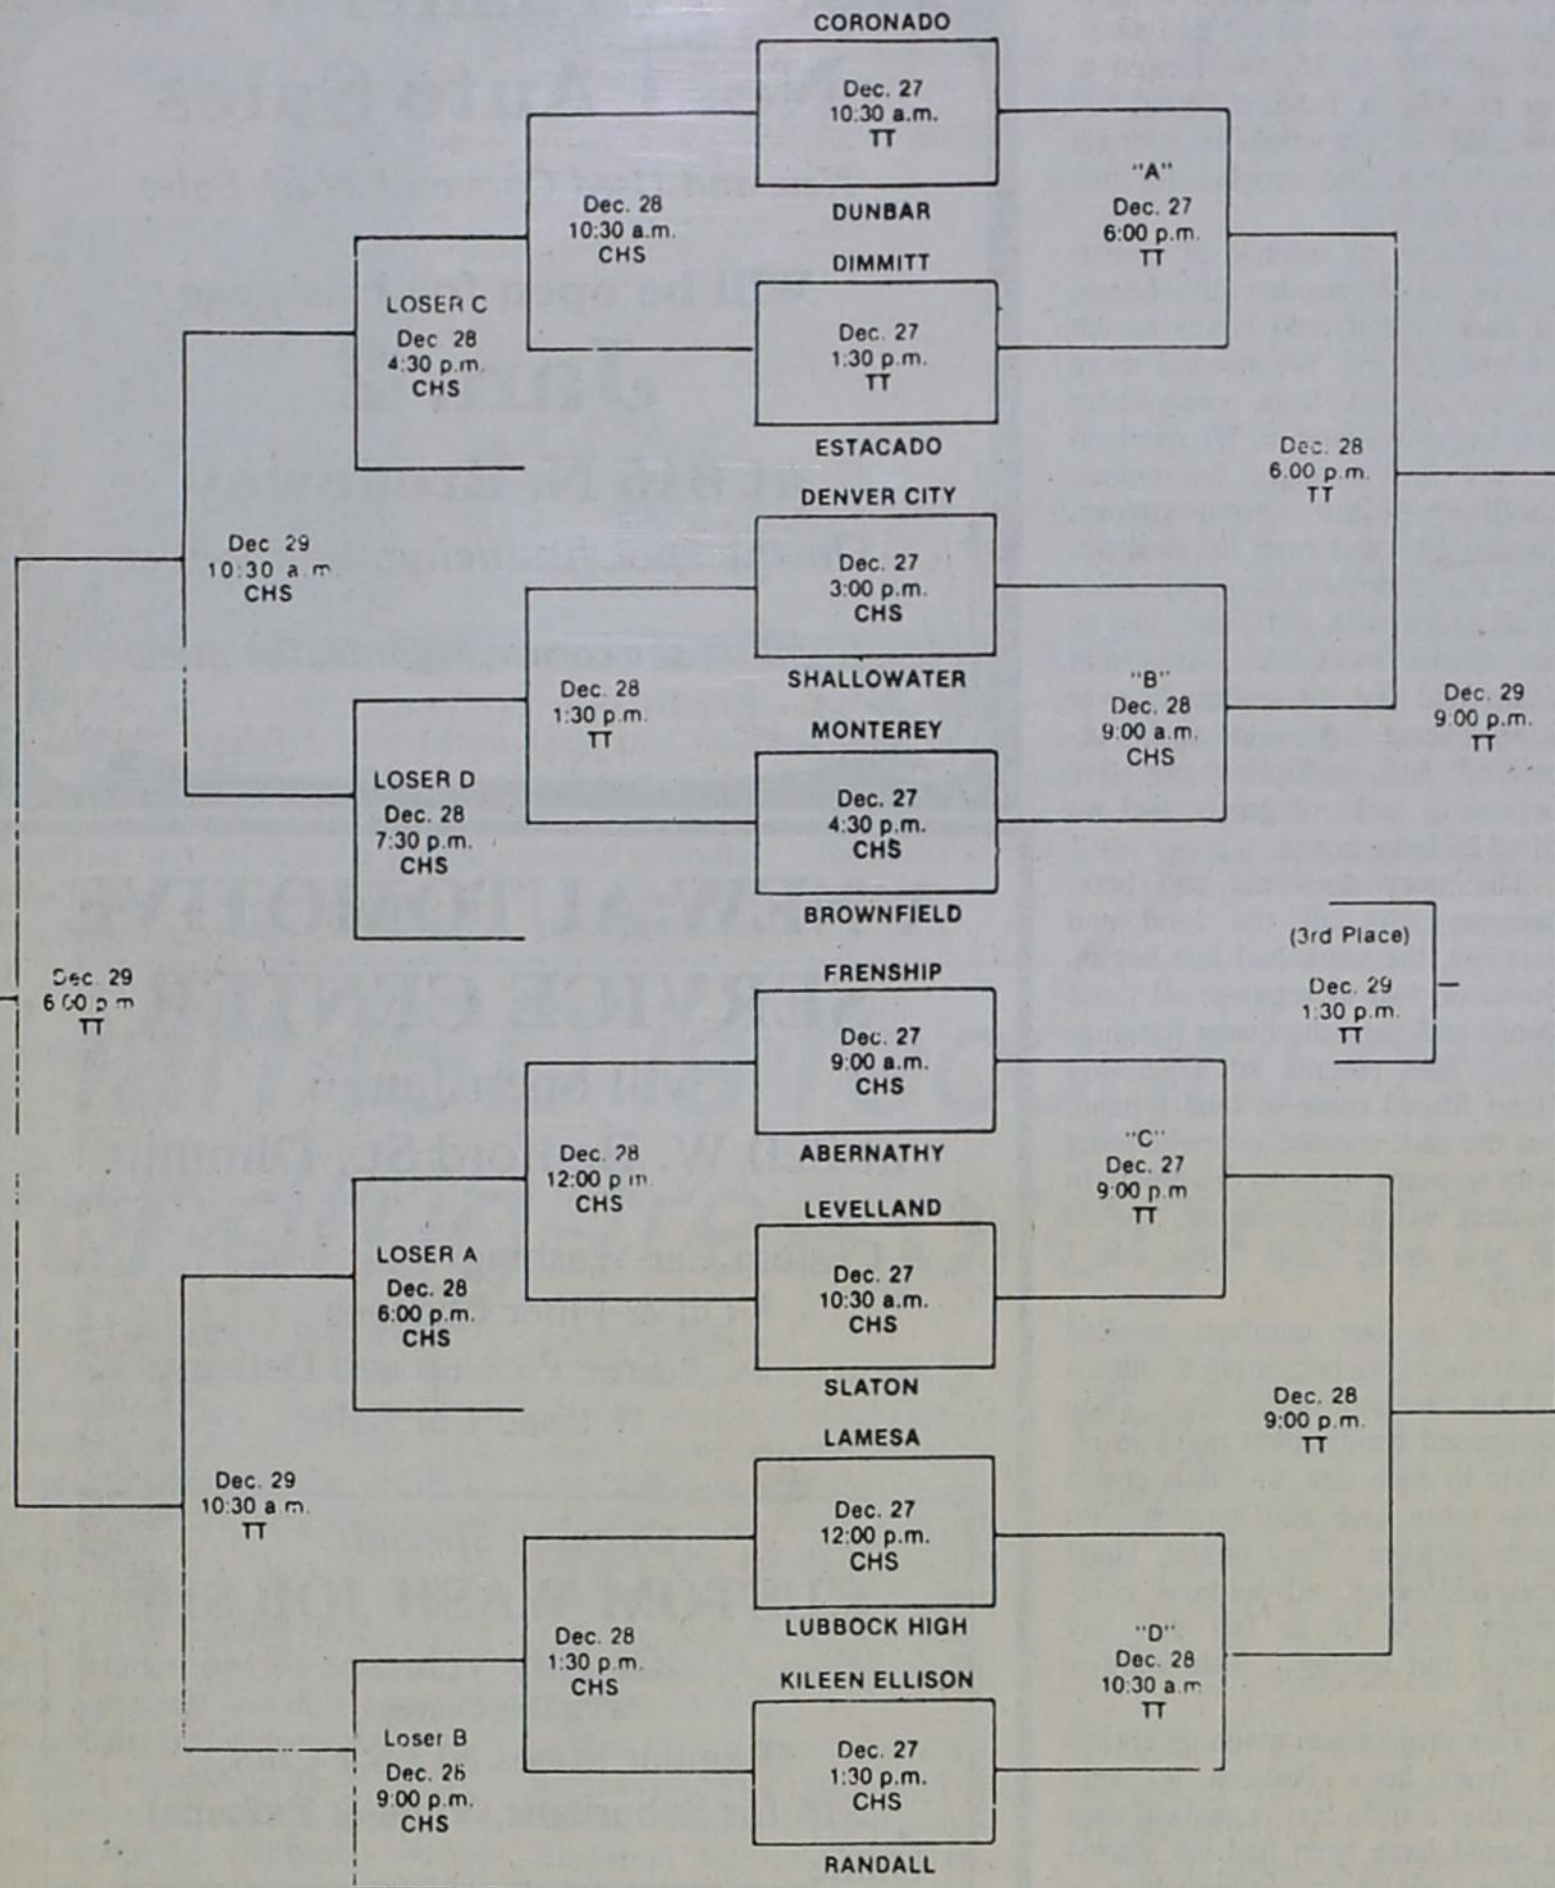 CORONADO
Dec. 27
10:30 a.m.
TT
DUNBAR
DIMMITT
Dec. 27
1:30 p.m.
TT
ESTACADO
DENVER CITY
Dec. 27
3:00 p.m.
CHS
SHALLOWATER
MONTEREY
Dec. 27
4:30 p.m.
CHS
BROWNFIELD
FRENSHIP
Dec. 27
9:00 a.m.
CHS
ABERNATHY
LEVELLAND
Dec. 27
10:30 a.m.
CHS
SLATON
LAMESA
Dec. 27
12:00 p.m.
CHS
LUBBOCK HIGH
KILEEN ELLISON
Dec. 27
1:30 p.m.
CHS
RANDALL
Dec. 28
10:30 a.m.
CHS
Dec. 28
1:30 p.m.
TT
Dec. 28
12:00 p m.
CHS
Dec. 28
1:30 p.m.
CHS
LOSER C
Dec. 28
4:30 p.m.
CHS
LOSER D
Dec. 28
7:30 p.m.
CHS
LOSER A
Dec. 28
6:00 p.m.
CHS
Loser B
Dec. 28
9:00 p.m.
CHS
Dec 29
10:30 a m.
CHS
Dec. 29
10:30 a m.
TT
Dec. 29
6 00 p m
TT
"A"
Dec. 27
6:00 p.m.
TT
"B"
Dec. 28
9:00 a.m.
CHS
"C"
Dec. 27
9:00 p.m
TT
"D"
Dec. 28
10:30 a.m
TT
Dec. 28
6.00 p.m.
TT
Dec. 28
9:00 p.m.
TT
Dec. 29
9:00 p.m.
TT
(3rd Place)
Dec. 29
1:30 p.m.
TT